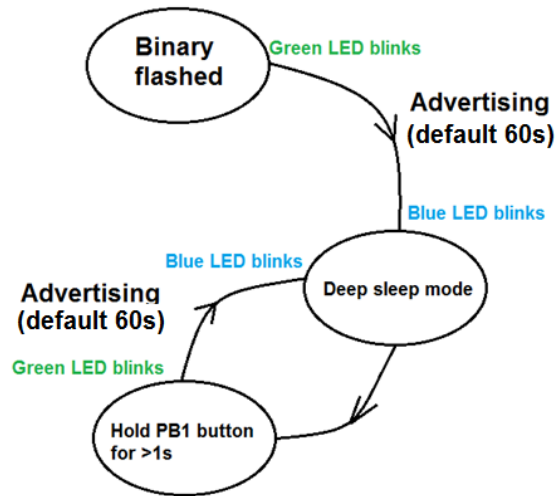 Binary
flashed
Green LED blinks
Advertising
(default 60s)
Blue LED blinks
Blue LED blinks
Deep sleep mode
Advertising
(default 60s)
Green LED blinks
Hold PB1 button
for >1s